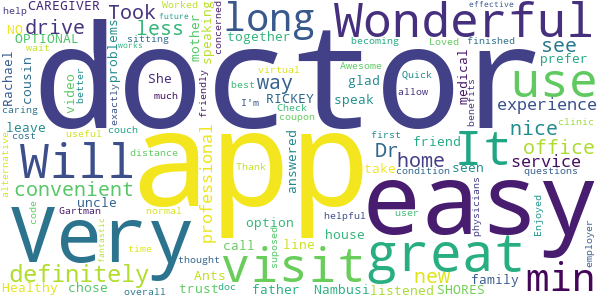 doctor
app
easy
Very
Wonderful
great
Will
visit
use
long
It
min
definitely
convenient
Took
less
drive
way
see
nice
office
home
Dr
new
service
experience
professional
CAREGIVER
OPTIONAL
NO
help
future
Worked
effective
concerned
speaking
together
becoming
Loved
finished
wait
sitting
works
mother
problems
cousin
Rachael
exactly
video
better
She
much
friendly
virtual
best
I'm
RICKEY
Awesome
Check
coupon
glad
speak
Quick
allow
medical
benefits
prefer
caring
leave
cost
useful
couch
distance
answered
Thank
first
user
friend
condition
take
seen
physicians
questions
clinic
alternative
uncle
Gartman
normal
option
helpful
house
call
line
suposed
code
fantastic
time
thought
Ants
father
Nambusi
listened
SHORES
family
Enjoyed
employer
Healthy
chose
overall
trust
doc